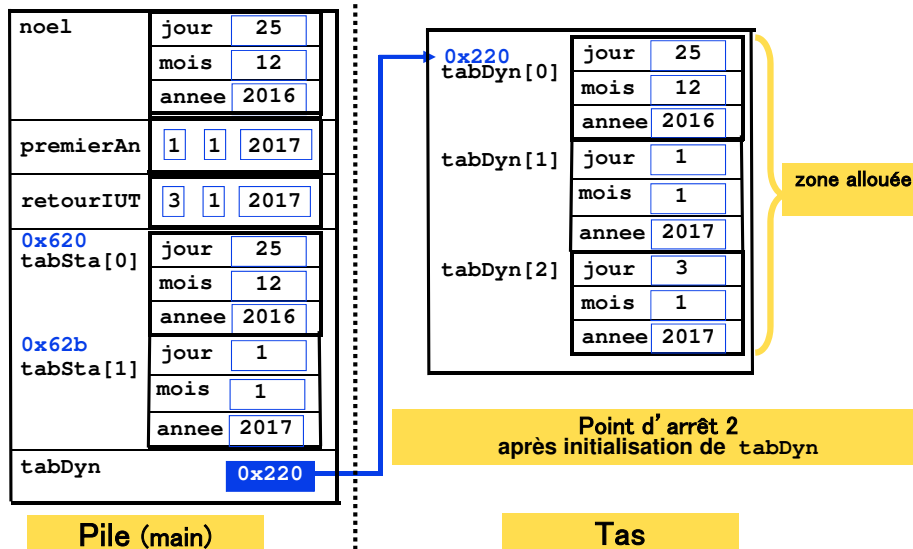 noel
jour 25
mois 12
annee 2016
premierAn 1 1 2017
retourIUT 3 1 2017
0x620
tabSta[0]
jour 25
mois 12
annee 2016
0x62b
tabSta[1]
jour 1
mois 1
annee 2017
tabDyn 0x220
Pile (main)
0x220
tabDyn[0]
jour 25
mois 12
annee 2016
tabDyn[1]
jour 1
mois 1
annee 2017
tabDyn[2]
jour 3
mois 1
annee 2017
zone allouée
Point d'arrêt 2
après initialisation de tabDyn
Tas